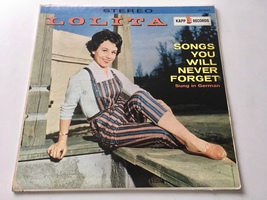 STEREO
LOLITA
KAPP RECORDS
SONGS
YOU
WILL
NEVER
FORGET
Sung in German